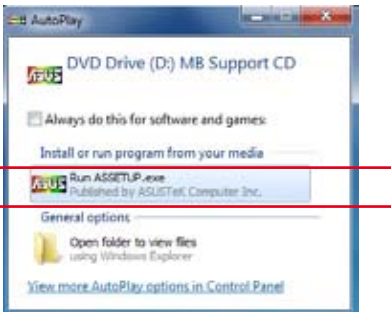 AutoPlay
DVD Drive (D:) MB Support CD
Always do this for software and games:
Install or run program from your media
Run ASSETUP.exe
Published by ASUSTeK Computer Inc.
General options
Open folder to view files
using Windows Explorer
View more AutoPlay options in Control Panel